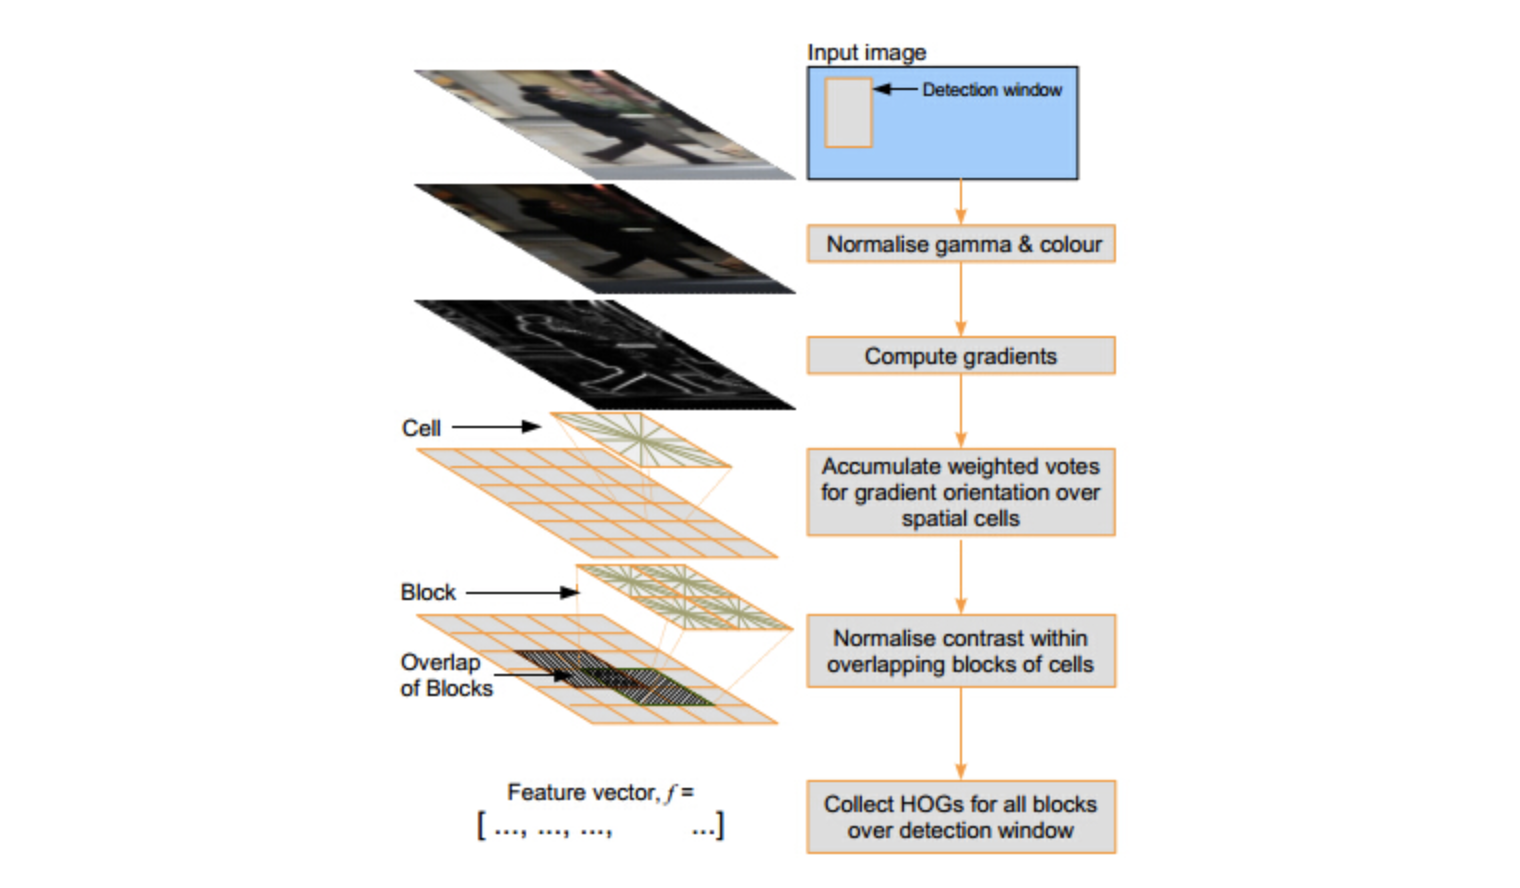 Input image
Detection window
Normalise gamma & colour
Compute gradients
Cell
Accumulate weighted votes
for gradient orientation over
spatial cells
Block
Overlap
of Blocks
Normalise contrast within
overlapping blocks of cells
Feature vector, f =
[ ..., ..., ..., ...]
Collect HOGs for all blocks
over detection window